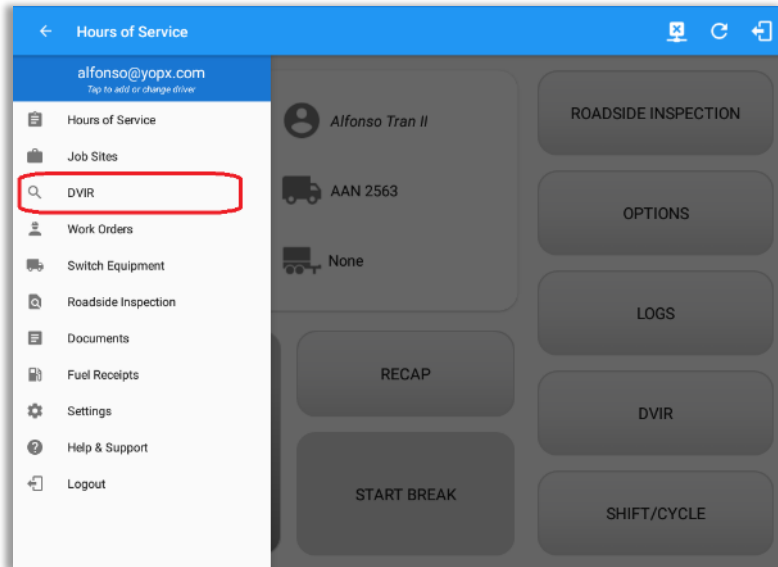 Hours of Service
alfonso@yopx.com
Tap to add or change driver
Hours of Service
Job Sites
DVIR
Work Orders
Switch Equipment
Roadside Inspection
Documents
Fuel Receipts
Settings
Help & Support
Logout
Alfonso Tran II
AAN 2563
None
RECAP
START BREAK
ROADSIDE INSPECTION
OPTIONS
LOGS
DVIR
SHIFT/CYCLE